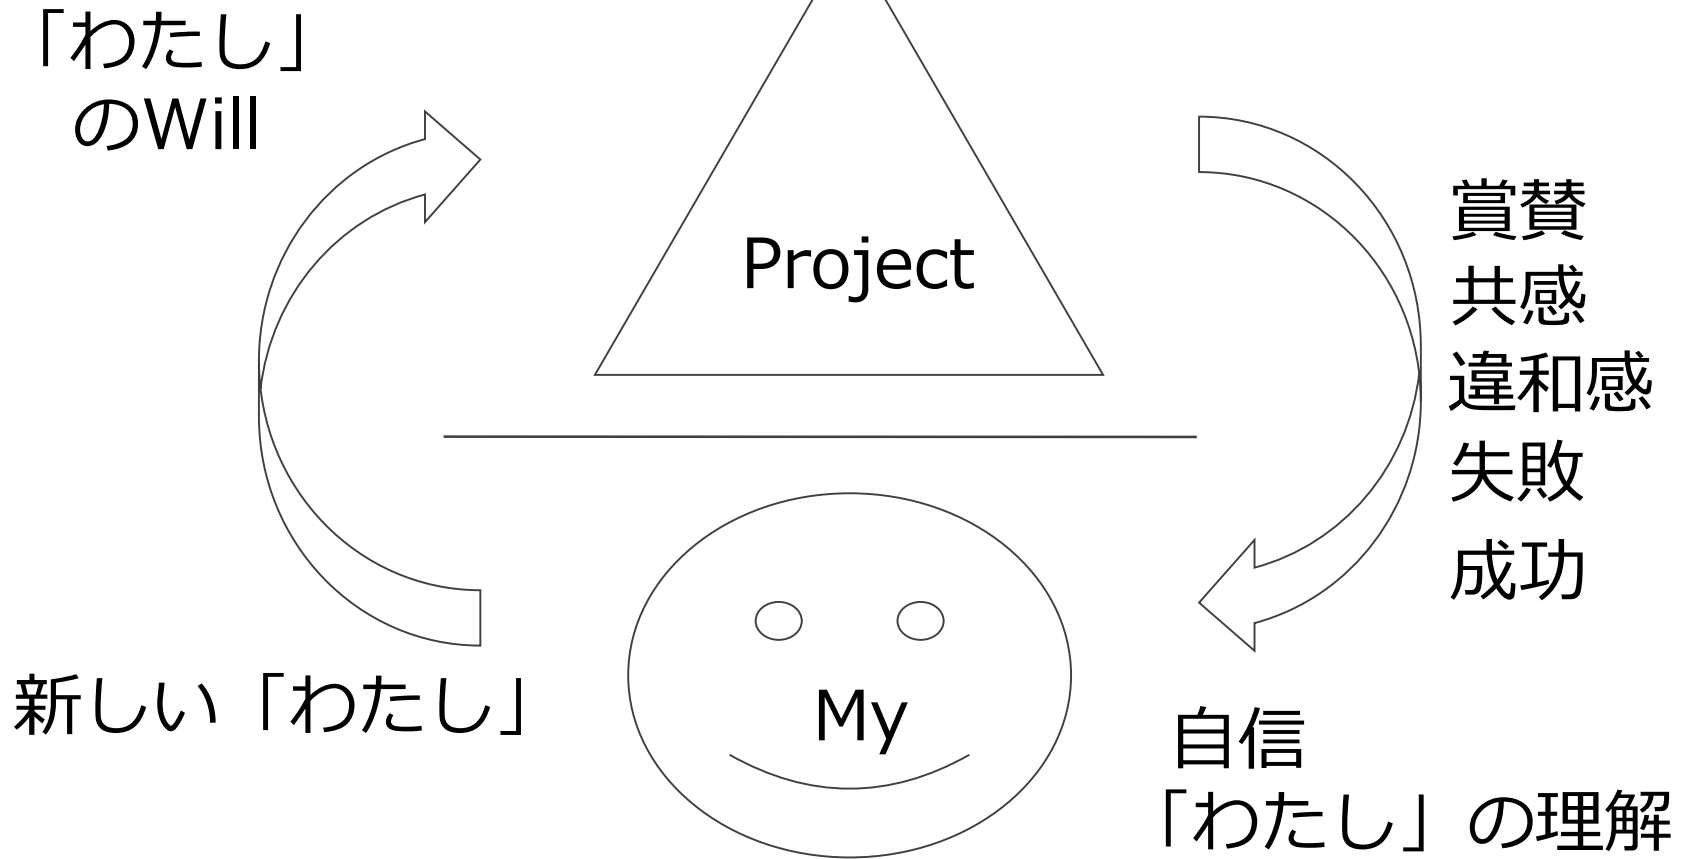 「わたし」
のWill
Project
賞賛
共感
違和感
失敗
成功
新しい「わたし」
My
自信
「わたし」の理解